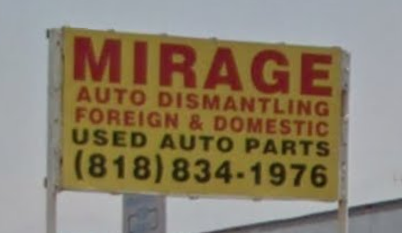 MIRAGE
AUTO DISMANTLING
FOREIGN & DOMESTIC
USED AUTO PARTS
(818) 834-1976